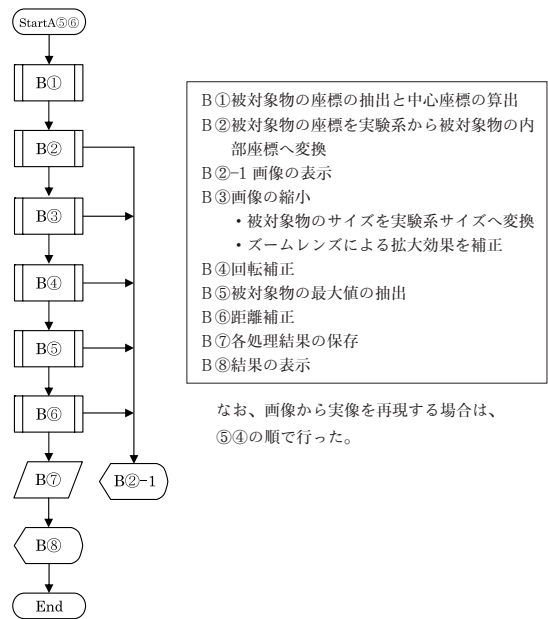 StartA⑤⑥
B①
B②
B③
B④
B⑤
B⑥
B⑦
B②-1
B⑧
End
B①被対象物の座標の抽出と中心座標の算出
B②被対象物の座標を実験系から被対象物の内
部座標へ変換
B②-1 画像の表示
B③画像の縮小
・被対象物のサイズを実験系サイズへ変換
・ズームレンズによる拡大効果を補正
B④回転補正
B⑤被対象物の最大値の抽出
B⑥距離補正
B⑦各処理結果の保存
B⑧結果の表示
なお、画像から実像を再現する場合は、
⑤④の順で行った。